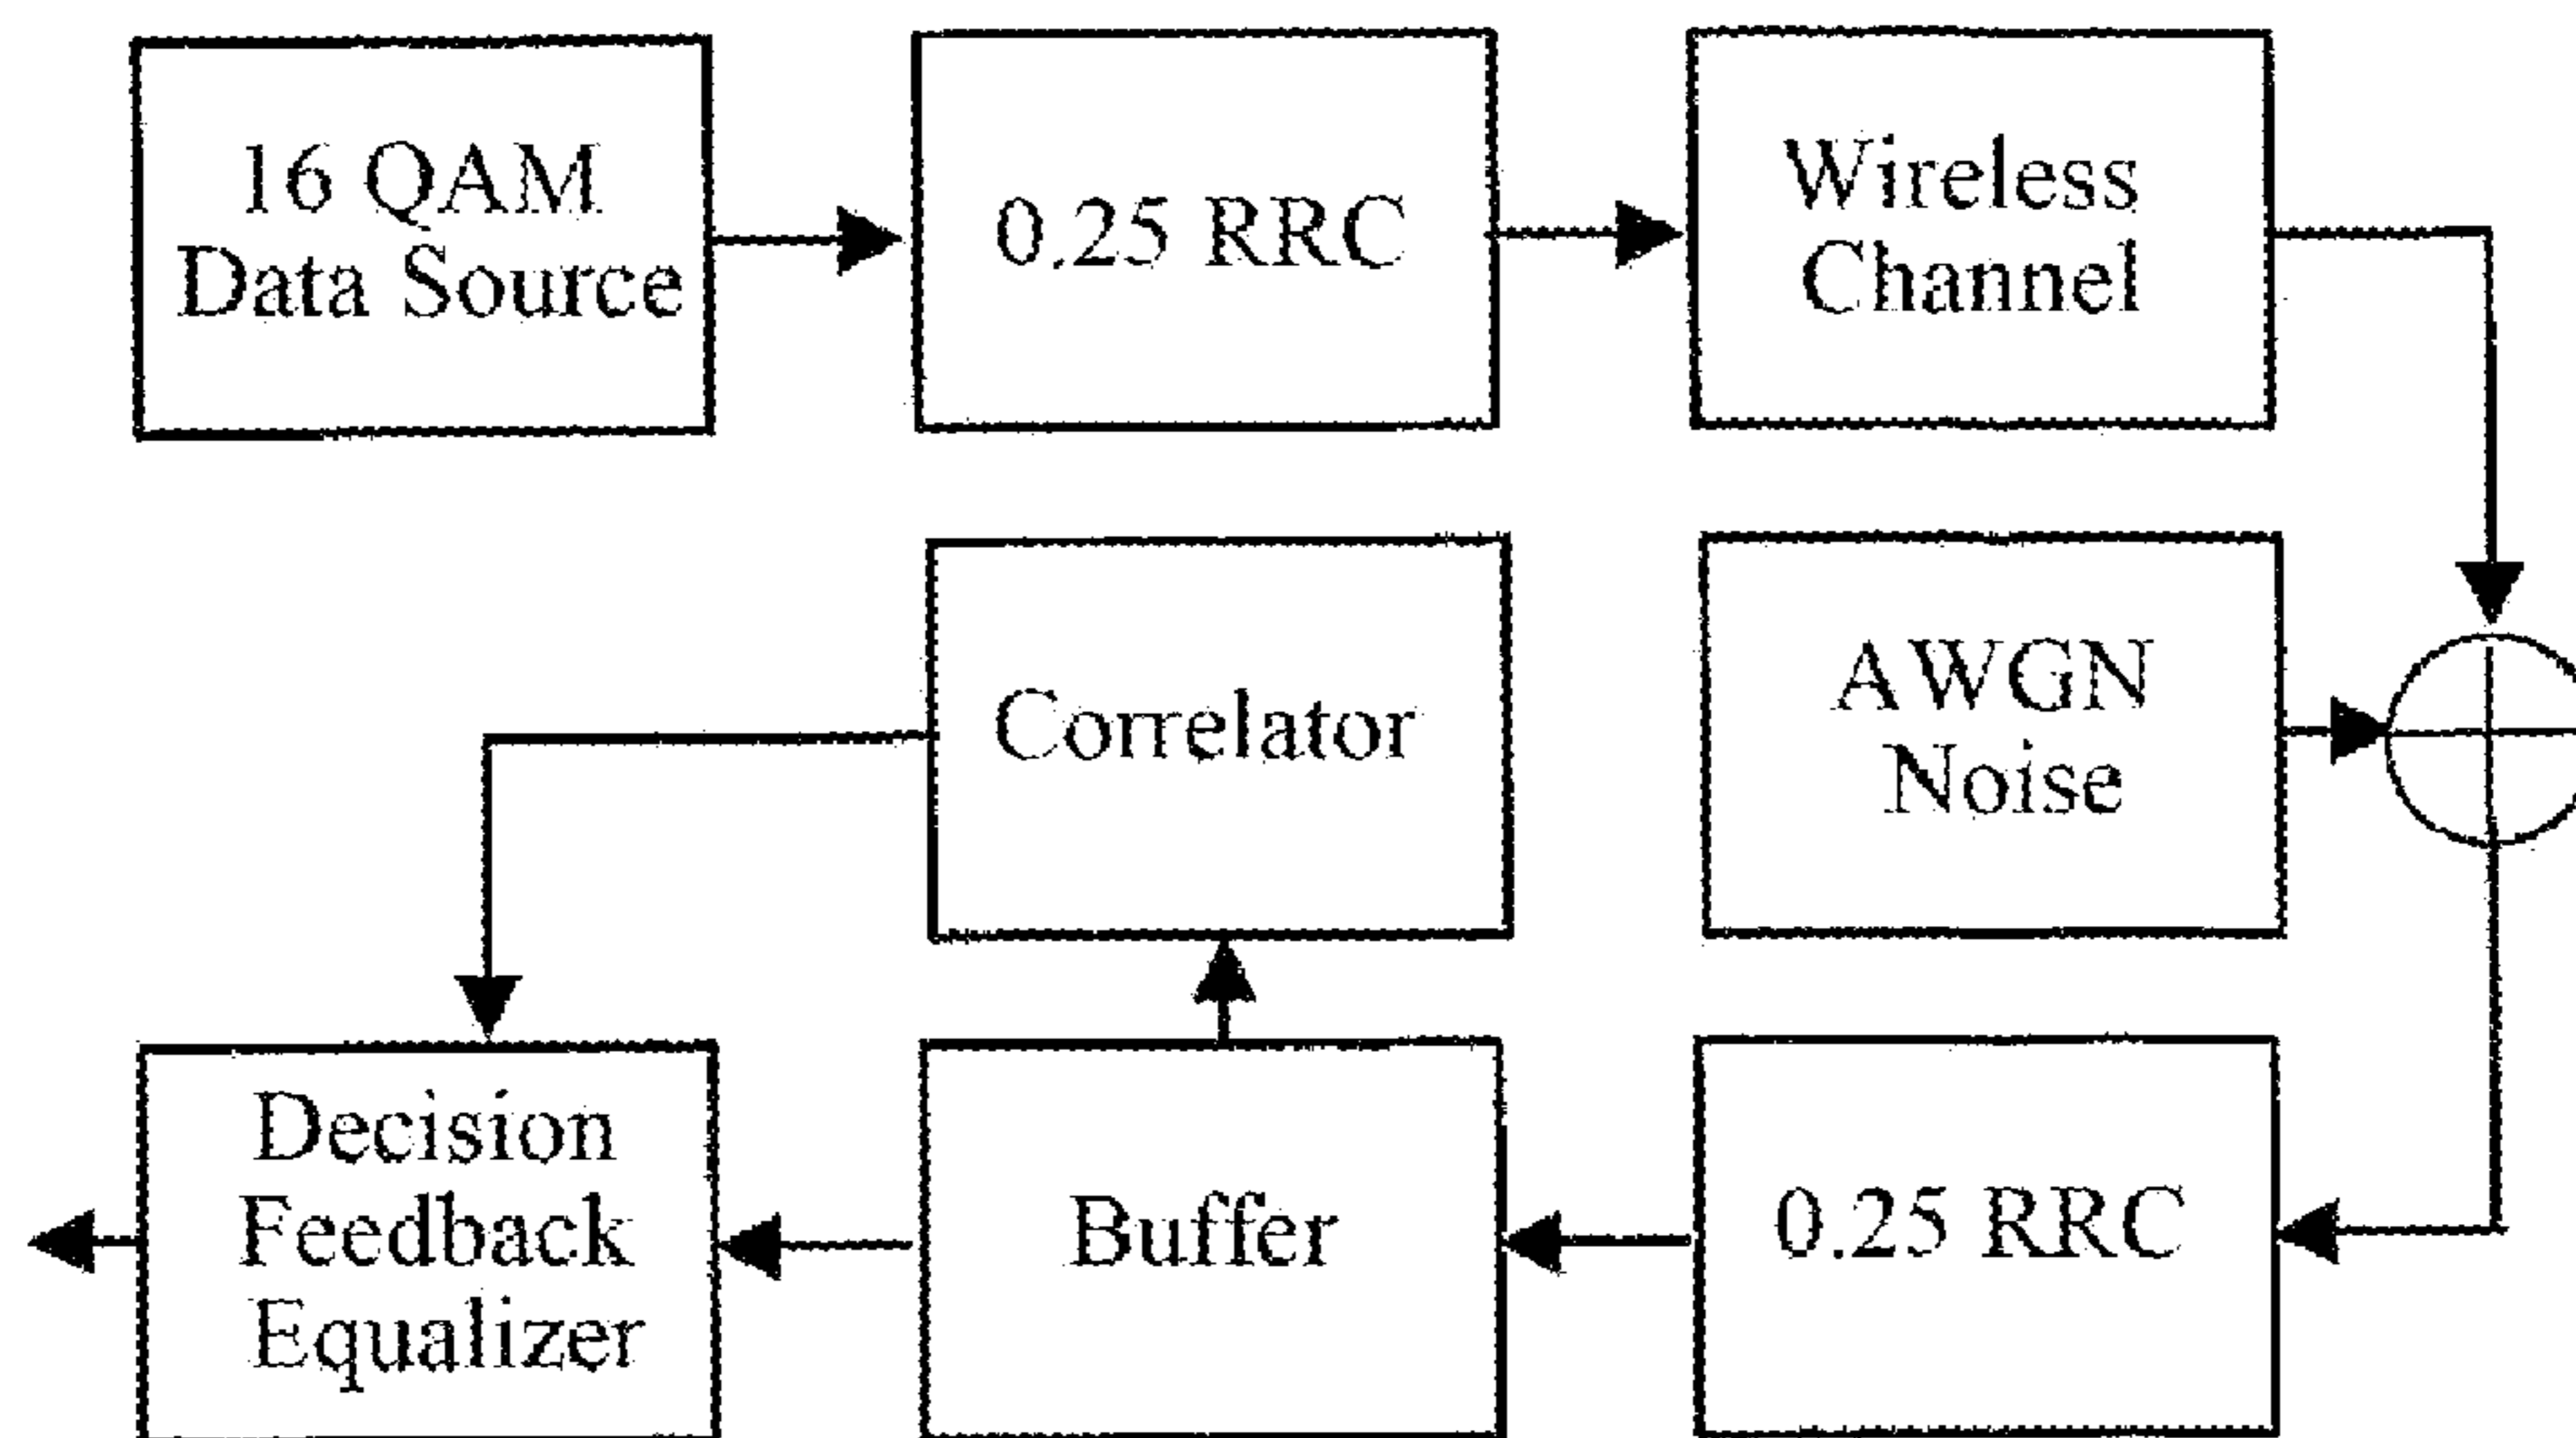 16 QAM
Data Source
0.25 RRC
Wireless
Channel
Correlator
AWGN
Noise
Decision
Feedback
Equalizer
Buffer
0.25 RRC